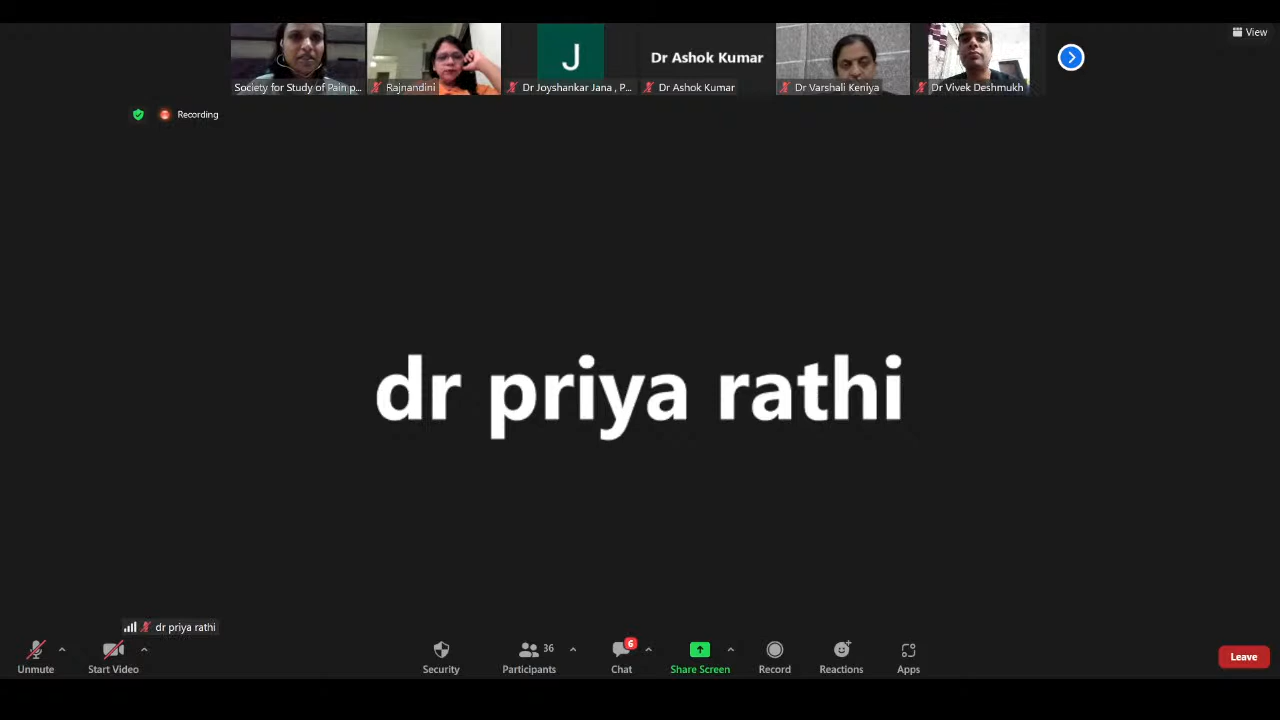 View
Dr Ashok Kumar
J
Society for Study of Pain p...
Rajnandini
Dr Joyshankar Jana , P...
Dr Ashok Kumar
Dr Varshali Keniya
Dr Vivek Deshmukh
Recording
dr priya rathi
dr priya rathi
Unmute
Start Video
Security
Participants
36
Chat
6
Share Screen
Record
Reactions
Apps
Leave